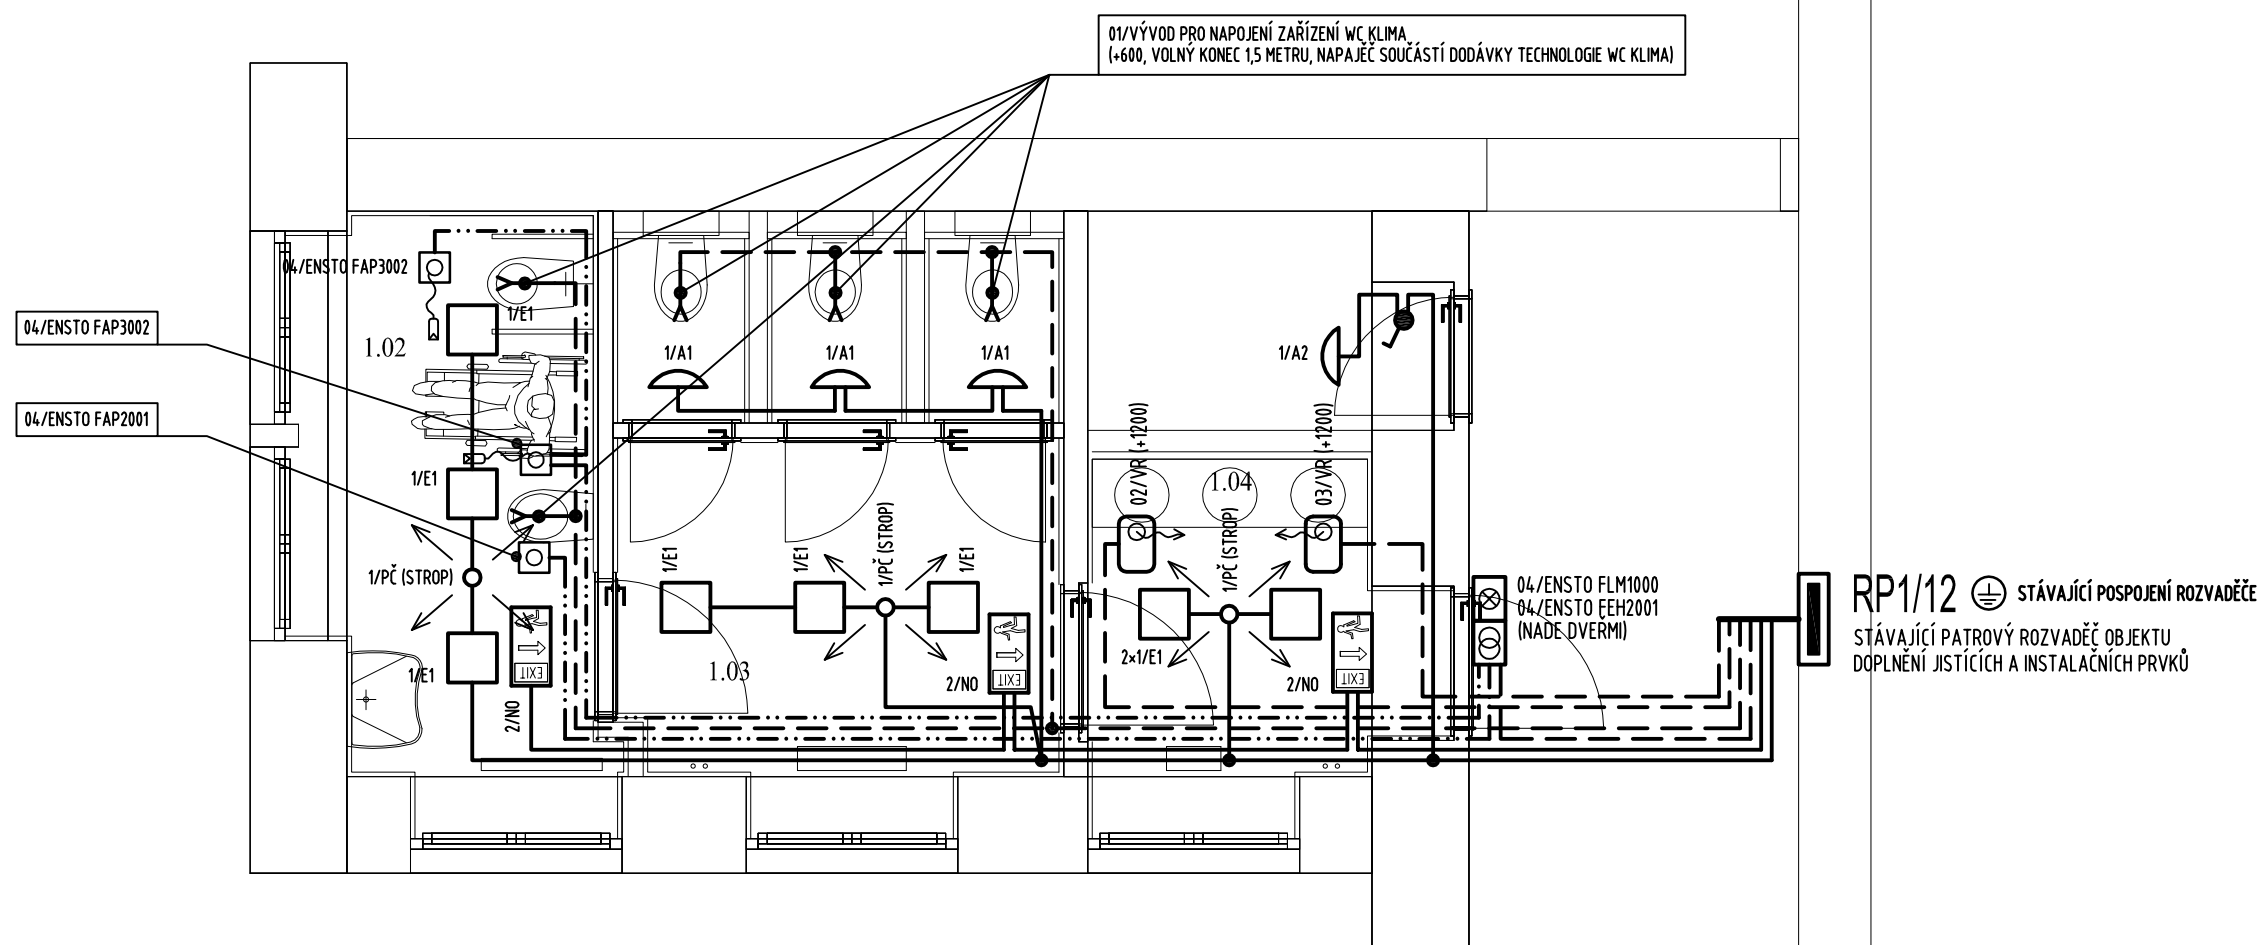 01/VÝVOD PRO NAPOJENÍ ZAŘÍZENÍ WC KLIMA
(+600, VOLNÝ KONEC 1,5 METRU, NAPAJĚČ SOUČÁSTÍ DODÁVKY TECHNOLOGIE WC KLIMA)
04/ENSTO FAP3002
04/ENSTO FAP3002
04/ENSTO FAP2001
1.02
1/E1
1/E1
1/PČ (STROP)
1/E1
2/NO
EXIT
1/A1
1/A1
1/A1
1/E1
1/E1
1/PČ (STROP)
1/E1
1.03
2/NO
EXIT
1/A2
02/VR (+1200)
1.04
03/VR (+1200)
1/PČ (STROP)
2×1/E1
2/NO
EXIT
04/ENSTO FLM1000
04/ENSTO EEH2001
(NADE DVEŘMI)
RP1/12
STÁVAJÍCÍ POSPOJENÍ ROZVADĚČE
STÁVAJÍCÍ PATROVÝ ROZVADĚČ OBJEKTU
DOPLNĚNÍ JISTÍCÍCH A INSTALAČNÍCH PRVKŮ